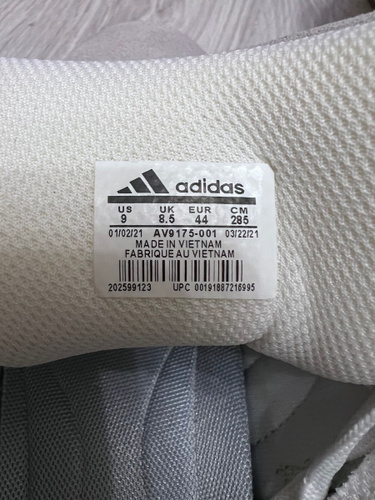 adidas
US UK EUR CM
9 8.5 44 285
01/02/21 AV9175-001 03/22/21
MADE IN VIETNAM
FABRIQUE AU VIETNAM
202599123 UPC 00191887216995